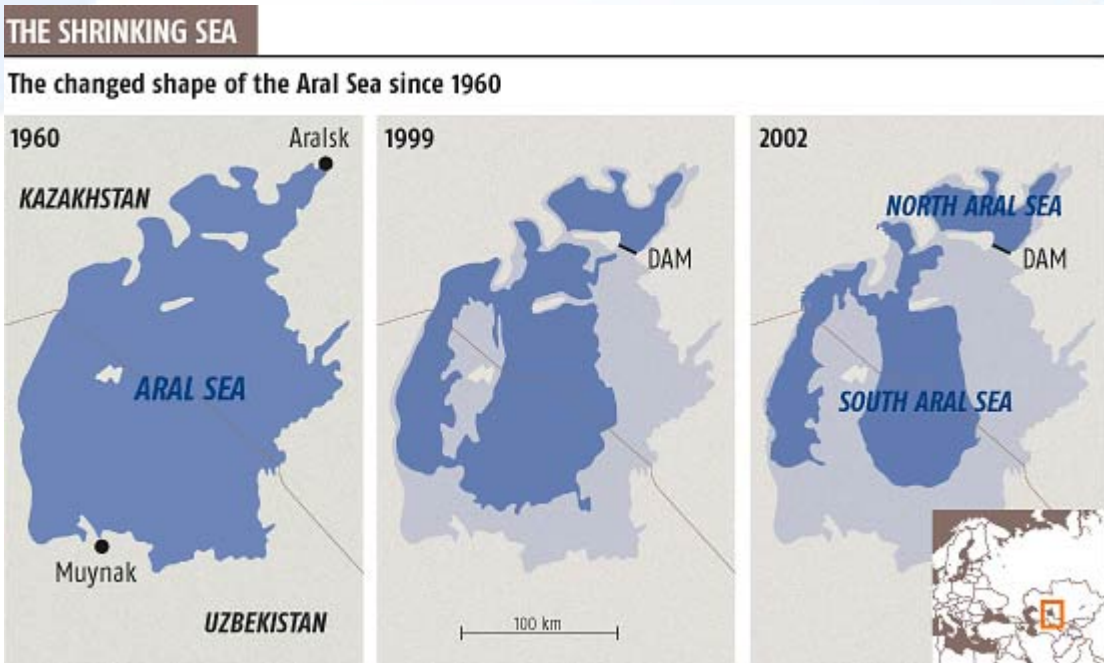 THE SHRINKING SEA
The changed shape of the Aral Sea since 1960
1960
Aralsk
KAZAKHSTAN
ARAL SEA
Muynak
UZBEKISTAN
1999
DAM
100 km
2002
NORTH ARAL SEA
DAM
SOUTH ARAL SEA